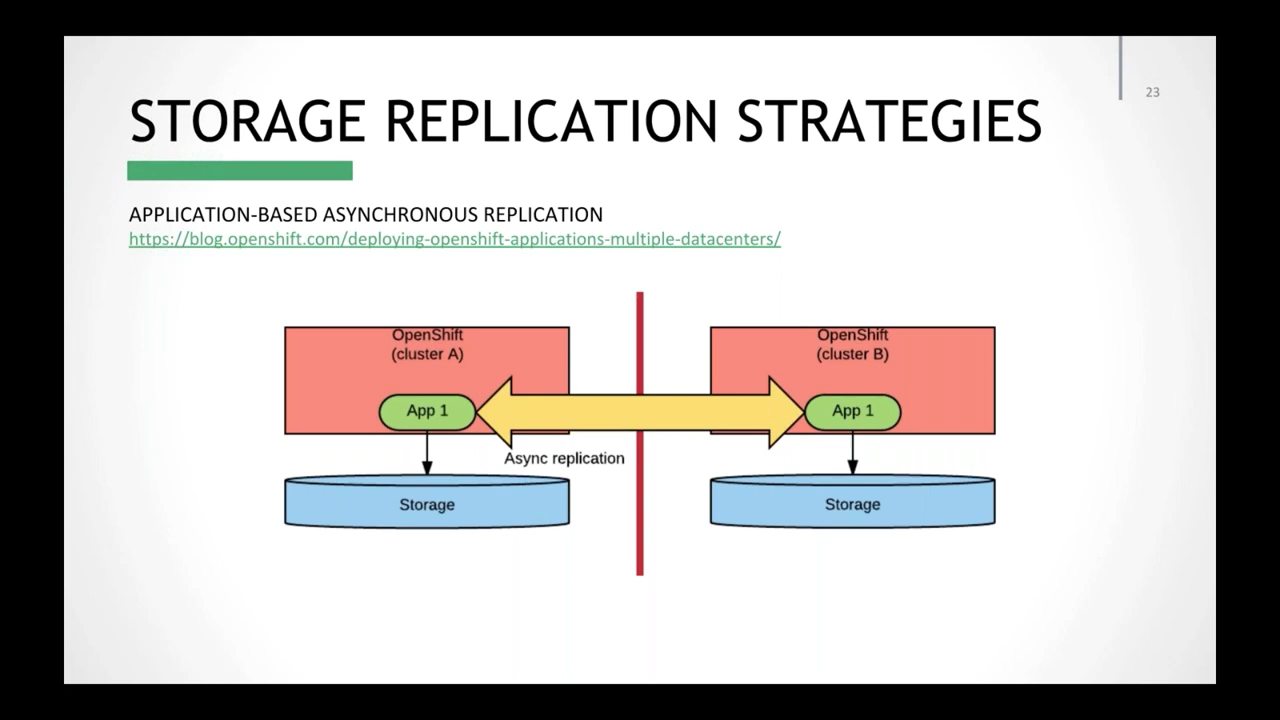 23
STORAGE REPLICATION STRATEGIES
APPLICATION-BASED ASYNCHRONOUS REPLICATION
https://blog.openshift.com/deploying-openshift-applications-multiple-datacenters/
OpenShift
(cluster A)
App 1
Async replication
Storage
OpenShift
(cluster B)
App 1
Storage